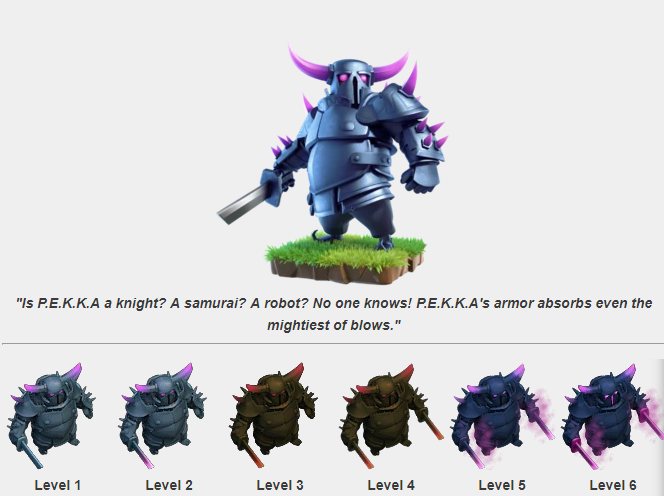 "Is P.E.K.K.A a knight? A samurai? A robot? No one knows! P.E.K.K.A's armor absorbs even the
mightiest of blows."
Level 1 Level 2 Level 3 Level 4 Level 5 Level 6